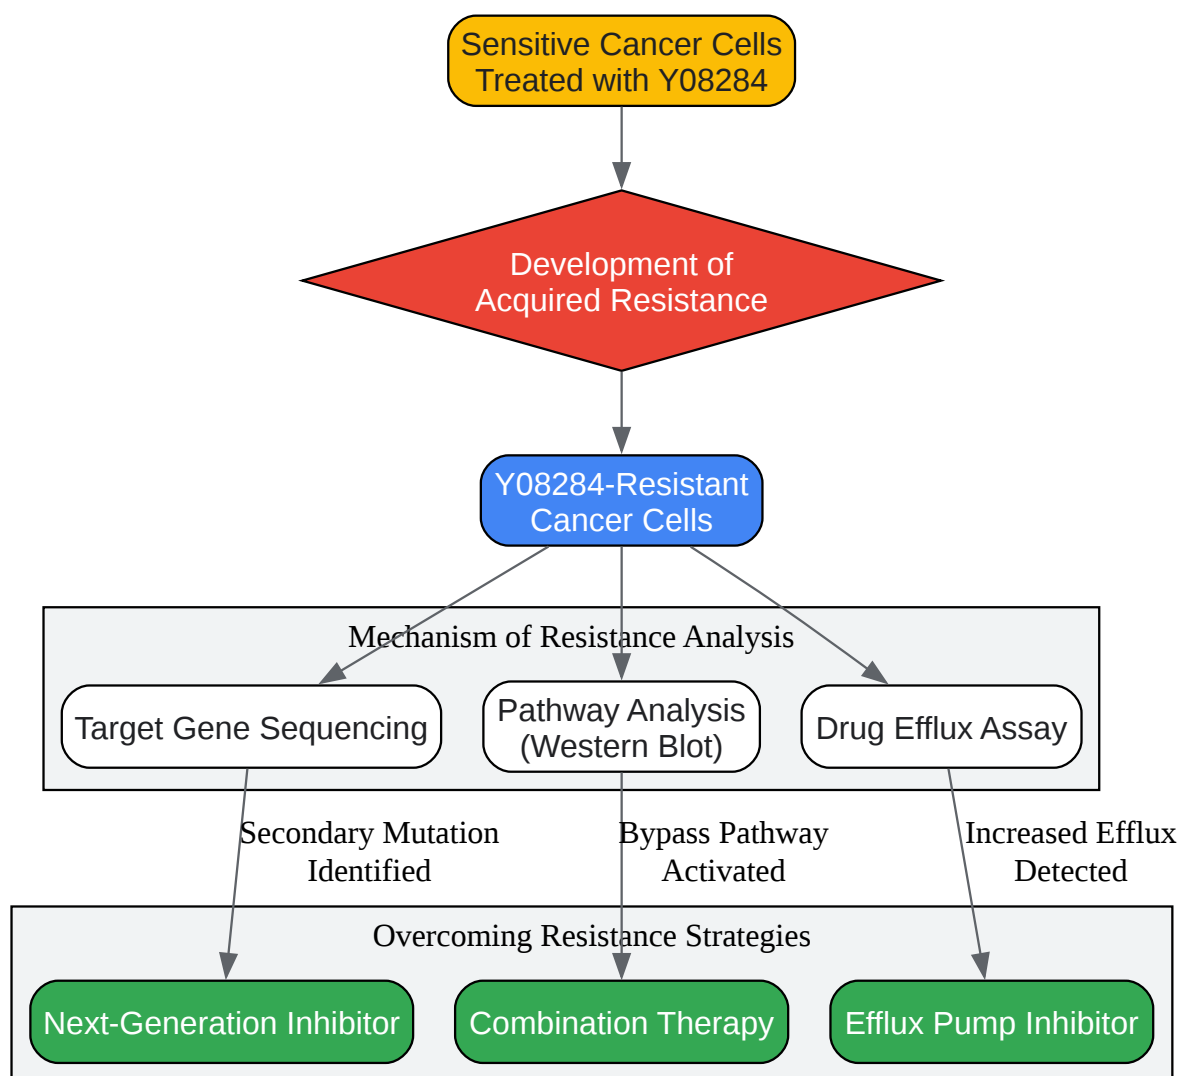 Sensitive Cancer Cells
Treated with Y08284
Development of
Acquired Resistance
Y08284-Resistant
Cancer Cells
Mechanism of Resistance Analysis
Target Gene Sequencing
Pathway Analysis
(Western Blot)
Drug Efflux Assay
Secondary Mutation
Identified
Bypass Pathway
Activated
Increased Efflux
Detected
Overcoming Resistance Strategies
Next-Generation Inhibitor
Combination Therapy
Efflux Pump Inhibitor